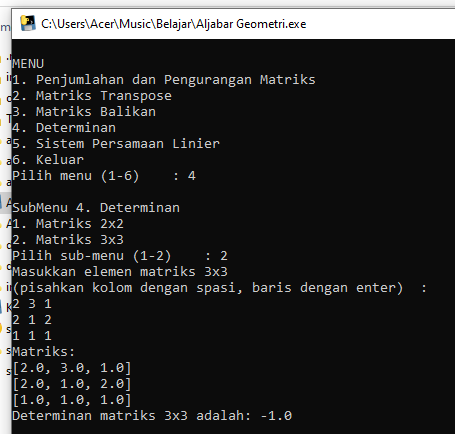 C:\Users\Acer\Music\Belajar\Aljabar Geometri.exe
MENU
1. Penjumlahan dan Pengurangan Matriks
2. Matriks Transpose
3. Matriks Balikan
4. Determinan
5. Sistem Persamaan Linier
6. Keluar
Pilih menu (1-6)    : 4
SubMenu 4. Determinan
1. Matriks 2x2
2. Matriks 3x3
Pilih sub-menu (1-2)    : 2
Masukkan elemen matriks 3x3
(pisahkan kolom dengan spasi, baris dengan enter)  :
2 3 1
2 1 2
1 1 1
Matriks:
[2.0, 3.0, 1.0]
[2.0, 1.0, 2.0]
[1.0, 1.0, 1.0]
Determinan matriks 3x3 adalah: -1.0